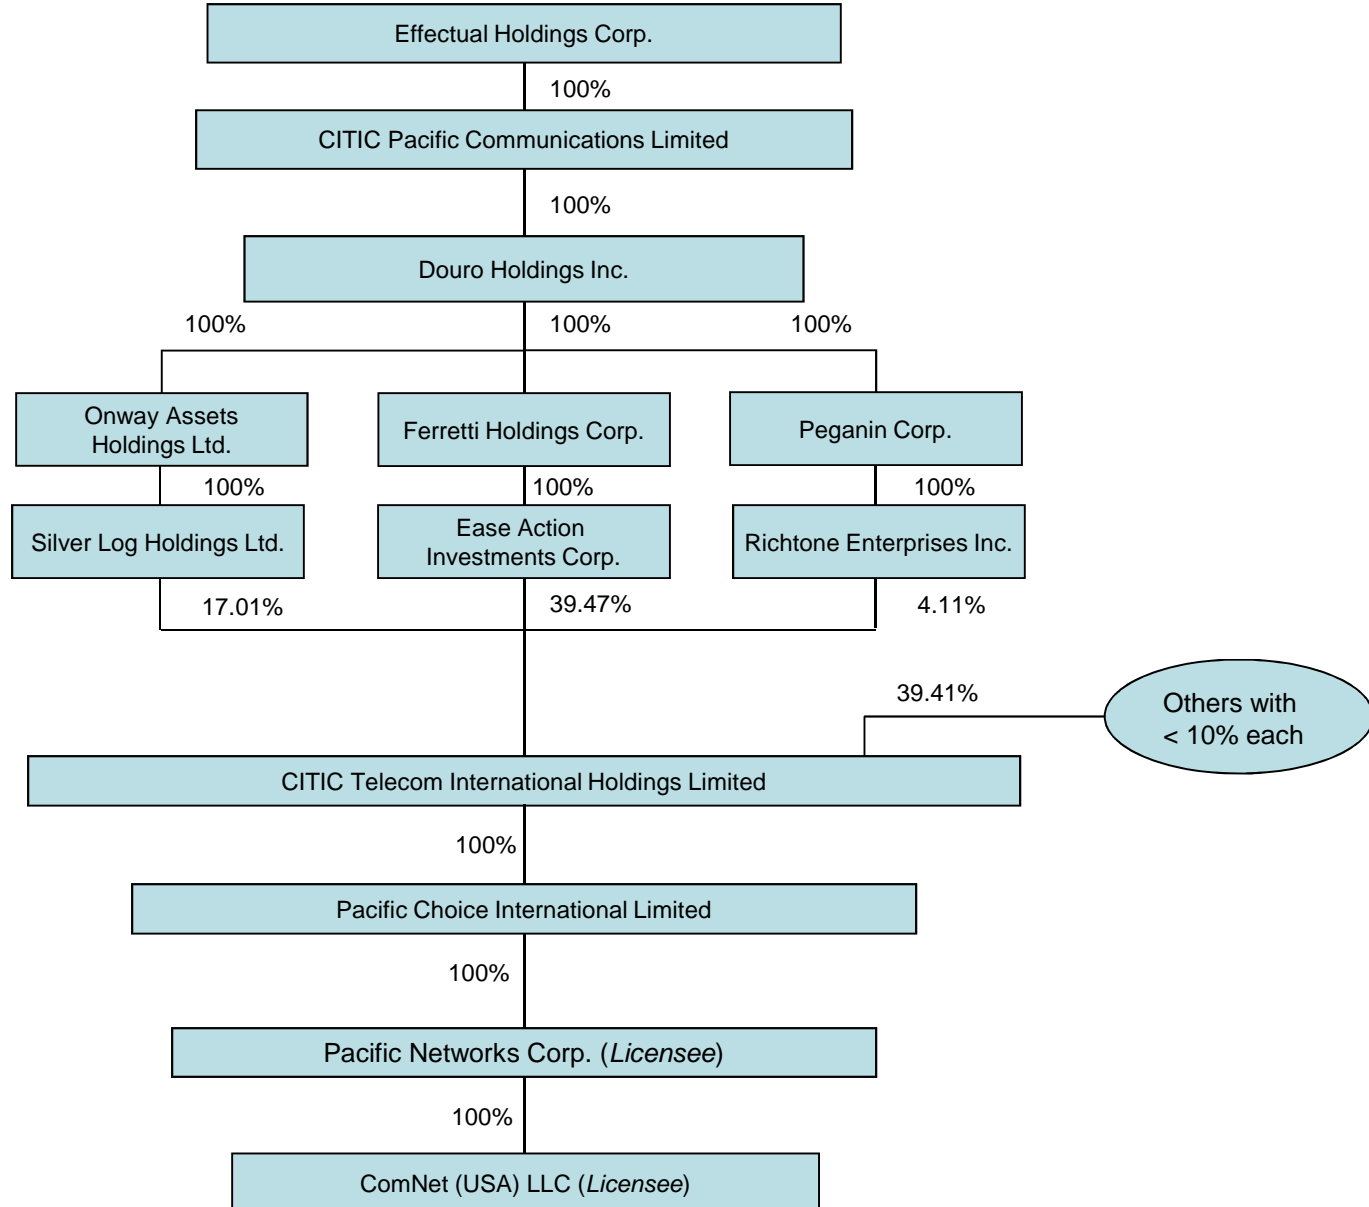 Effectual Holdings Corp.
100%
CITIC Pacific Communications Limited
100%
Douro Holdings Inc.
100% 100% 100%
Onway Assets
Holdings Ltd.
Ferretti Holdings Corp.
Peganin Corp.
100% 100% 100%
Silver Log Holdings Ltd.
Ease Action
Investments Corp.
Richtone Enterprises Inc.
17.01% 39.47% 4.11%
39.41%
Others with
< 10% each
CITIC Telecom International Holdings Limited
100%
Pacific Choice International Limited
100%
Pacific Networks Corp. (Licensee)
100%
ComNet (USA) LLC (Licensee)